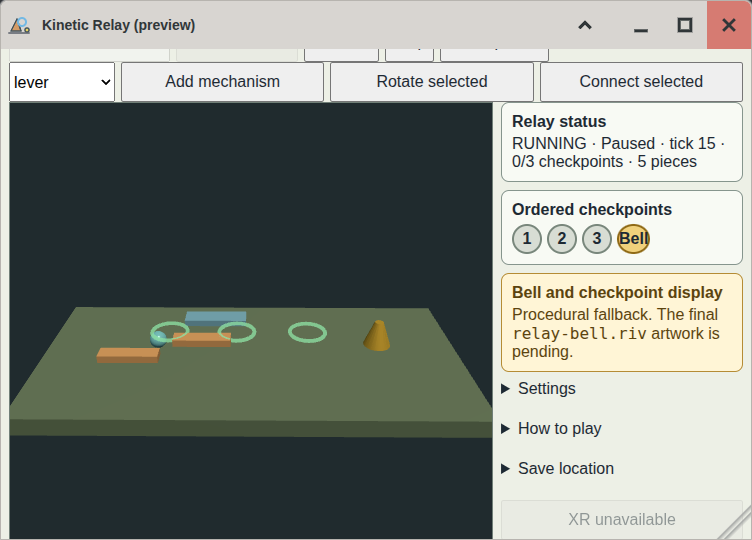 Kinetic Relay (preview)
lever
Add mechanism
Rotate selected
Connect selected
Relay status
RUNNING · Paused · tick 15 ·
0/3 checkpoints · 5 pieces
Ordered checkpoints
1 2 3 Bell
Bell and checkpoint display
Procedural fallback. The final
relay-bell.riv artwork is
pending.
Settings
How to play
Save location
XR unavailable